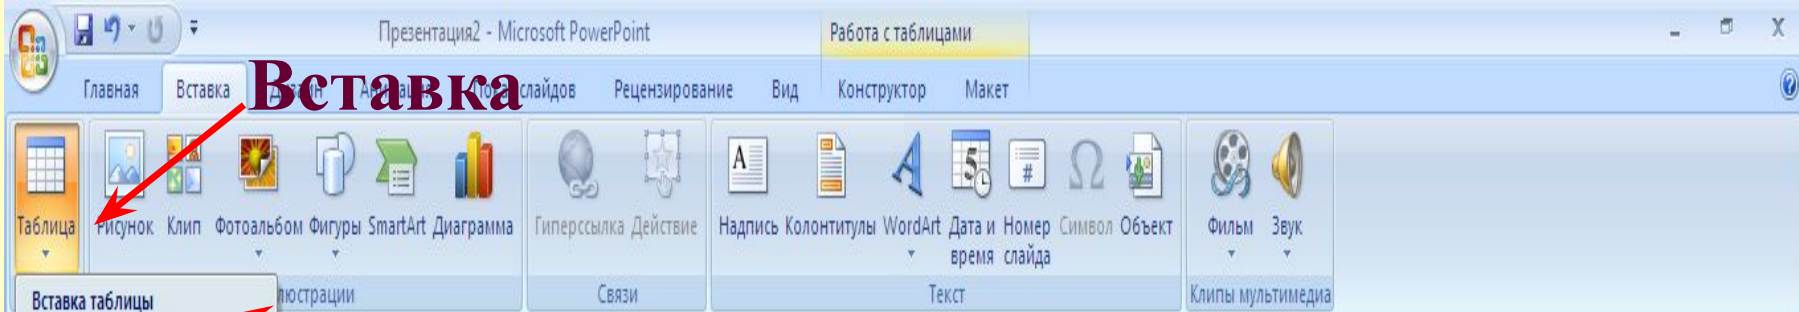 Презентация2 - Microsoft PowerPoint
Работа с таблицами
Главная Вставка слайдов Рецензирование Вид Конструктор Макет
Вставка
Таблица Рисунок Клип Фотоальбом Фигуры SmartArt Диаграмма Гиперссылка Действие Надпись Колонтитулы WordArt Дата и время Номер слайда Символ Объект Фильм Звук
Вставка таблицы
Связи Текст Клипы мультимедиа